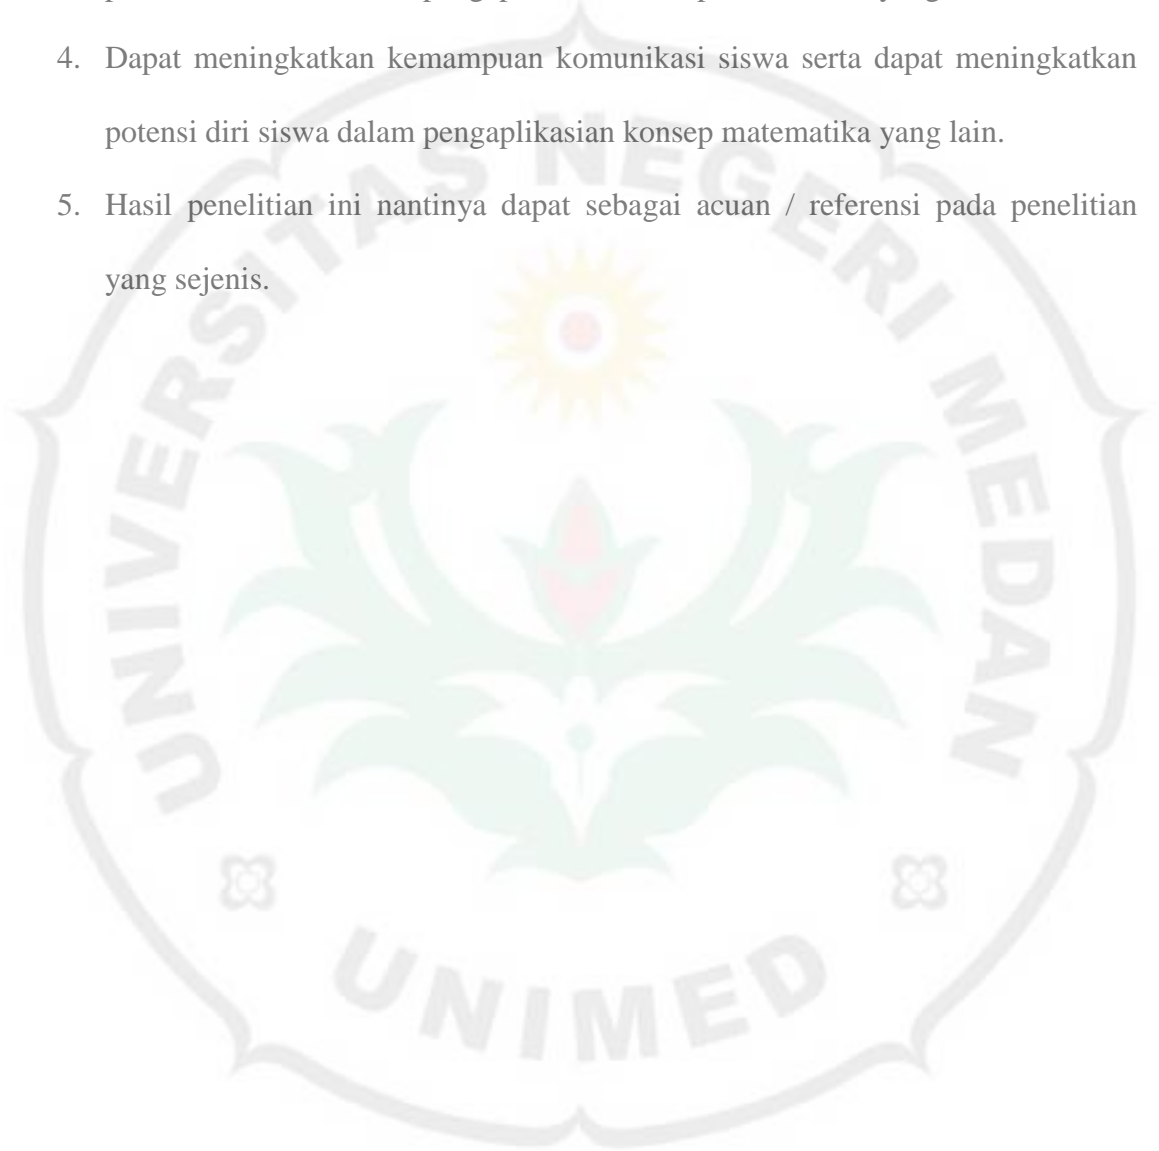 4. Dapat meningkatkan kemampuan komunikasi siswa serta dapat meningkatkan
potensi diri siswa dalam pengaplikasian konsep matematika yang lain.
5. Hasil penelitian ini nantinya dapat sebagai acuan / referensi pada penelitian
yang sejenis.
UNIVERSITAS NEGERI MEDAN
UNIMED